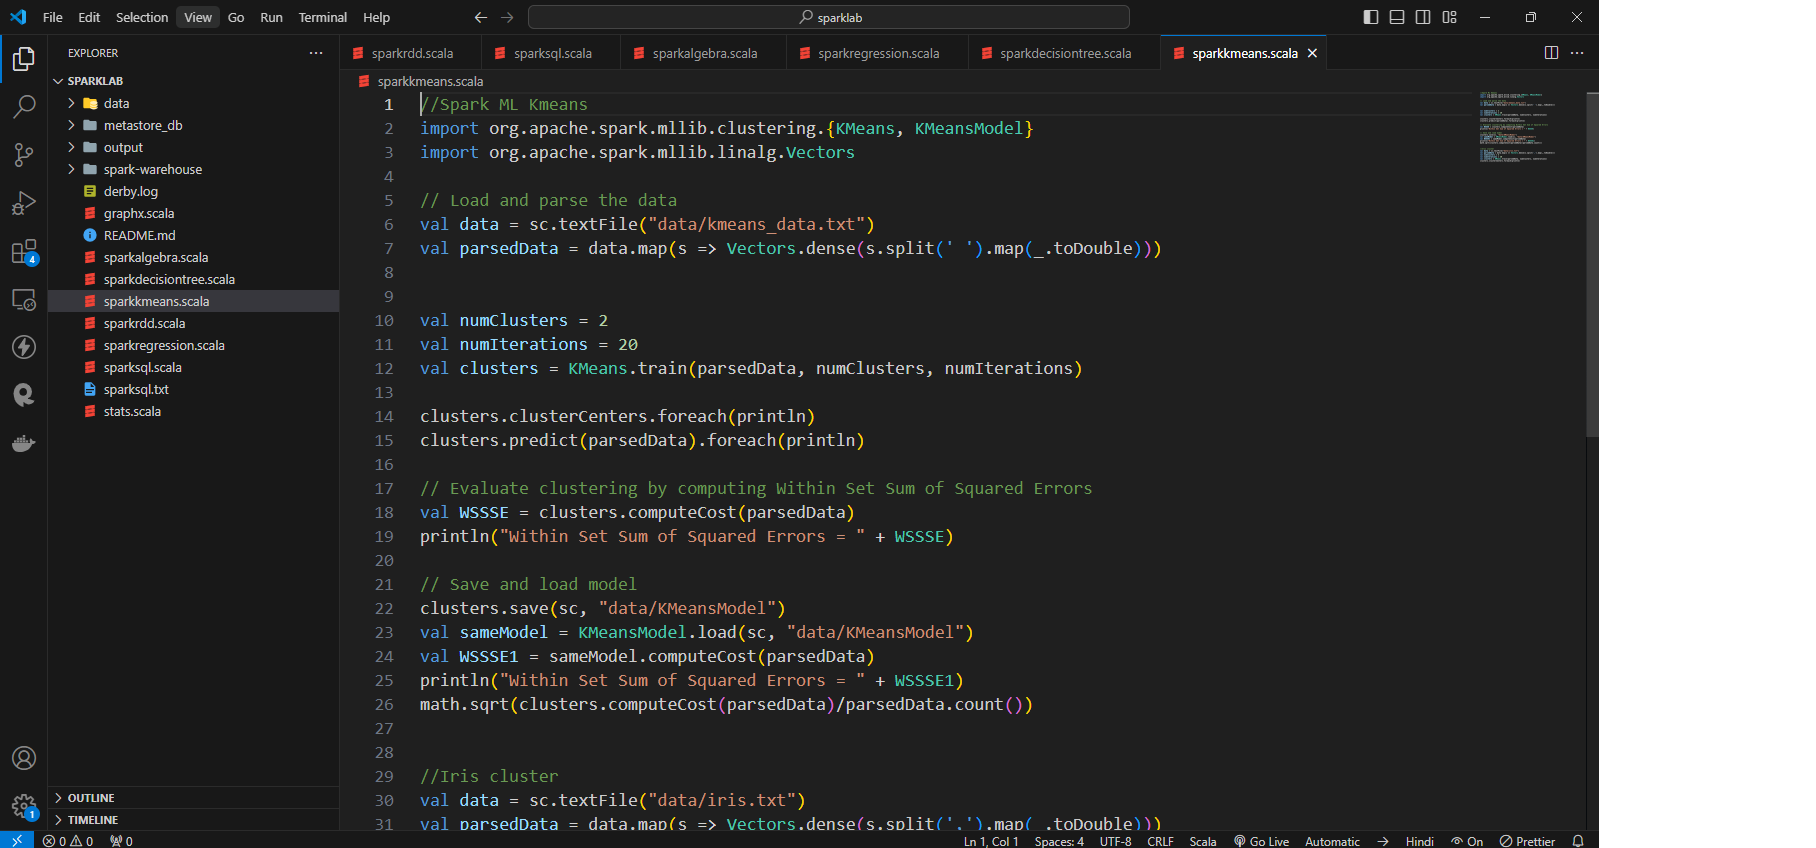 File Edit Selection View Go Run Terminal Help
sparklab
EXPLORER
SPARKLAB
data
metastore_db
output
spark-warehouse
derby.log
graphx.scala
README.md
sparkalgebra.scala
sparkdecisiontree.scala
sparkkmeans.scala
sparkrdd.scala
sparkregression.scala
sparksql.scala
sparksql.txt
stats.scala
OUTLINE
TIMELINE
4
1
sparkrdd.scala sparksql.scala sparkalgebra.scala sparkregression.scala sparkdecisiontree.scala sparkkmeans.scala
sparkkmeans.scala
1 //Spark ML Kmeans
2 import org.apache.spark.mllib.clustering.{KMeans, KMeansModel}
3 import org.apache.spark.mllib.linalg.Vectors
4
5 // Load and parse the data
6 val data = sc.textFile("data/kmeans_data.txt")
7 val parsedData = data.map(s => Vectors.dense(s.split(' ').map(_.toDouble)))
8
9
10 val numClusters = 2
11 val numIterations = 20
12 val clusters = KMeans.train(parsedData, numClusters, numIterations)
13
14 clusters.clusterCenters.foreach(println)
15 clusters.predict(parsedData).foreach(println)
16
17 // Evaluate clustering by computing Within Set Sum of Squared Errors
18 val WSSSE = clusters.computeCost(parsedData)
19 println("Within Set Sum of Squared Errors = " + WSSSE)
20
21 // Save and load model
22 clusters.save(sc, "data/KMeansModel")
23 val sameModel = KMeansModel.load(sc, "data/KMeansModel")
24 val WSSSE1 = sameModel.computeCost(parsedData)
25 println("Within Set Sum of Squared Errors = " + WSSSE1)
26 math.sqrt(clusters.computeCost(parsedData)/parsedData.count())
27
28
29 //Iris cluster
30 val data = sc.textFile("data/iris.txt")
31 val parsedData = data.map(s => Vectors.dense(s.split(',').map(_.toDouble)))
0 0 0 Ln 1, Col 1 Spaces: 4 UTF-8 CRLF Scala Go Live Automatic Hindi On Prettier